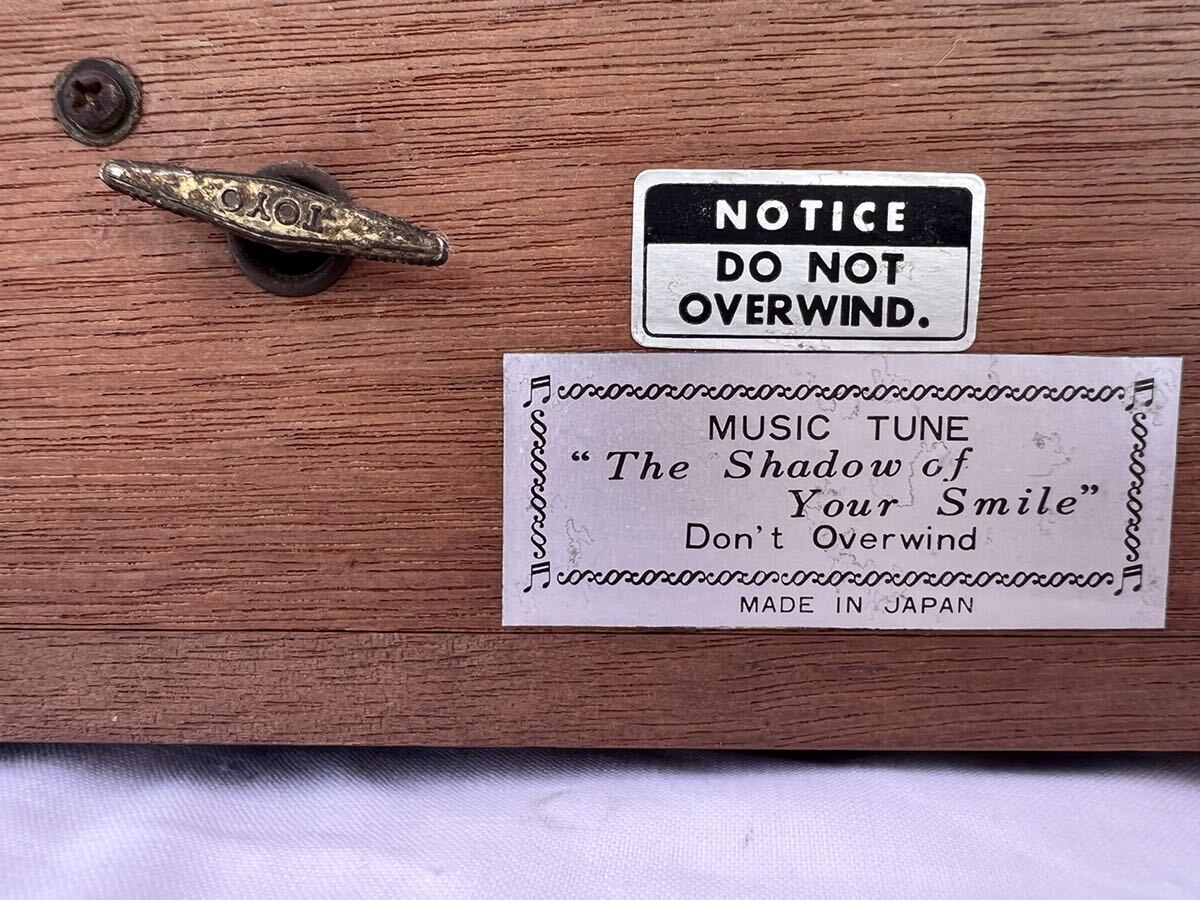 TOYO
NOTICE
DO NOT
OVERWIND.
MUSIC TUNE
“The Shadow of
Your Smile”
Don't Overwind
MADE IN JAPAN